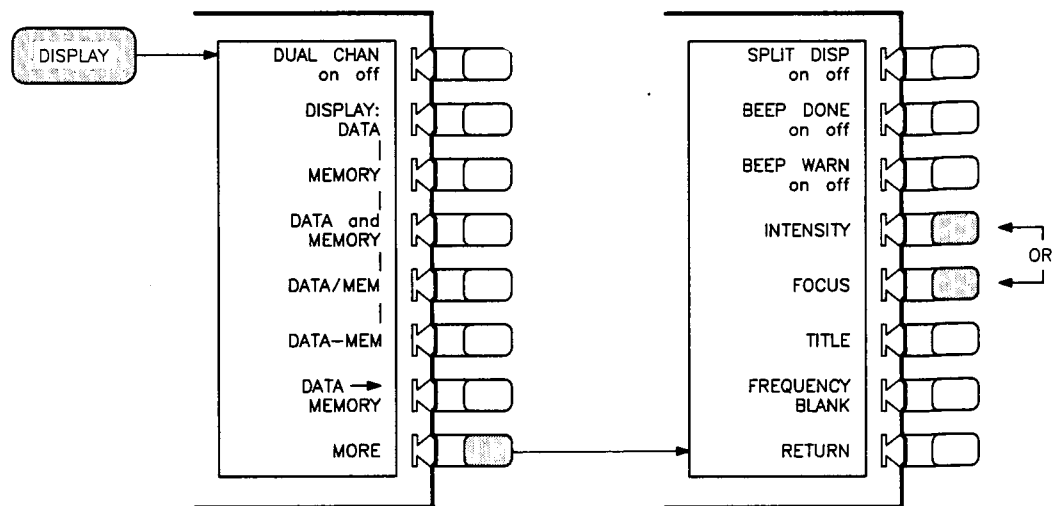 DISPLAY
DUAL CHAN
on off
DISPLAY:
DATA
MEMORY
DATA and
MEMORY
DATA/MEM
DATA-MEM
DATA →
MEMORY
MORE
SPLIT DISP
on off
BEEP DONE
on off
BEEP WARN
on off
INTENSITY
FOCUS
TITLE
FREQUENCY
BLANK
RETURN
OR